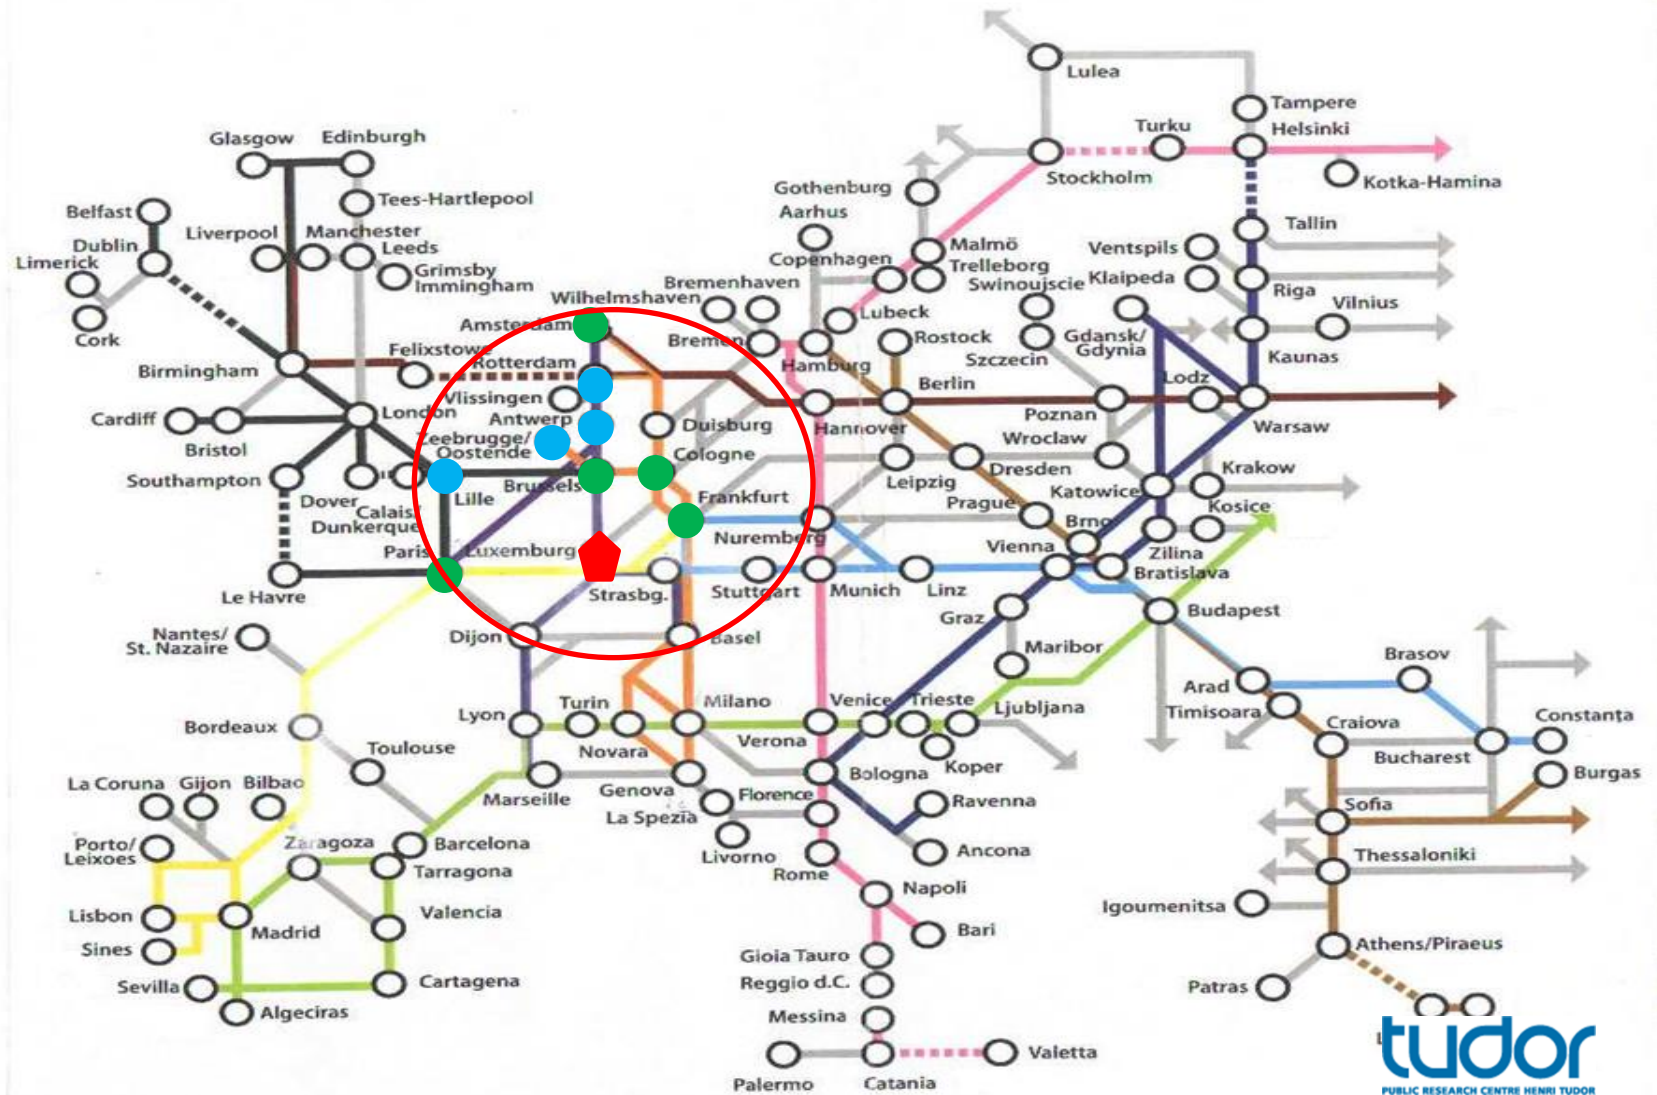 Lulea
Tampere
Helsinki
Turku
Stockholm
Kotka-Hamina
Glasgow
Edinburgh
Tees-Hartlepool
Belfast
Dublin
Limerick
Cork
Liverpool
Manchester
Leeds
Grimsby
Immingham
Gothenburg
Aarhus
Copenhagen
Malmö
Trelleborg
Swinoujscie
Tallin
Ventspils
Klaipeda
Riga
Vilnius
Bremenhaven
Wilhelmshaven
Amsterdam
Bremen
Lubeck
Hamburg
Rostock
Szczecin
Gdansk/
Gdynia
Kaunas
Birmingham
Felixstowe
Rotterdam
Vlissingen
Antwerp
Zeebrugge/
Oostende
Duisburg
Cologne
Hannover
Berlin
Poznan
Lodz
Warsaw
Cardiff
Bristol
London
Southampton
Dover
Calais/
Dunkerque
Lille
Brussels
Frankfurt
Leipzig
Dresden
Wroclaw
Katowice
Krakow
Kosice
Prague
Brno
Nuremberg
Vienna
Zilina
Bratislava
Paris
Luxemburg
Le Havre
Strasbg.
Stuttgart
Munich
Linz
Graz
Budapest
Nantes/
St. Nazaire
Dijon
Basel
Maribor
Brasov
Arad
Timisoara
Bordeaux
Lyon
Turin
Novara
Milano
Verona
Venice
Trieste
Ljubljana
Koper
Craiova
Bucharest
Constanța
Burgas
Toulouse
La Coruna
Gijon
Bilbao
Marseille
Genova
La Spezia
Florence
Bologna
Ravenna
Ancona
Livorno
Sofia
Porto/
Leixoes
Zaragoza
Barcelona
Tarragona
Rome
Thessaloniki
Napoli
Lisbon
Sines
Madrid
Valencia
Bari
Igoumenitsa
Athens/Piraeus
Patras
Sevilla
Cartagena
Algeciras
Gioia Tauro
Reggio d.C.
Messina
Palermo
Catania
Valetta
tudor
PUBLIC RESEARCH CENTRE HENRI TUDOR